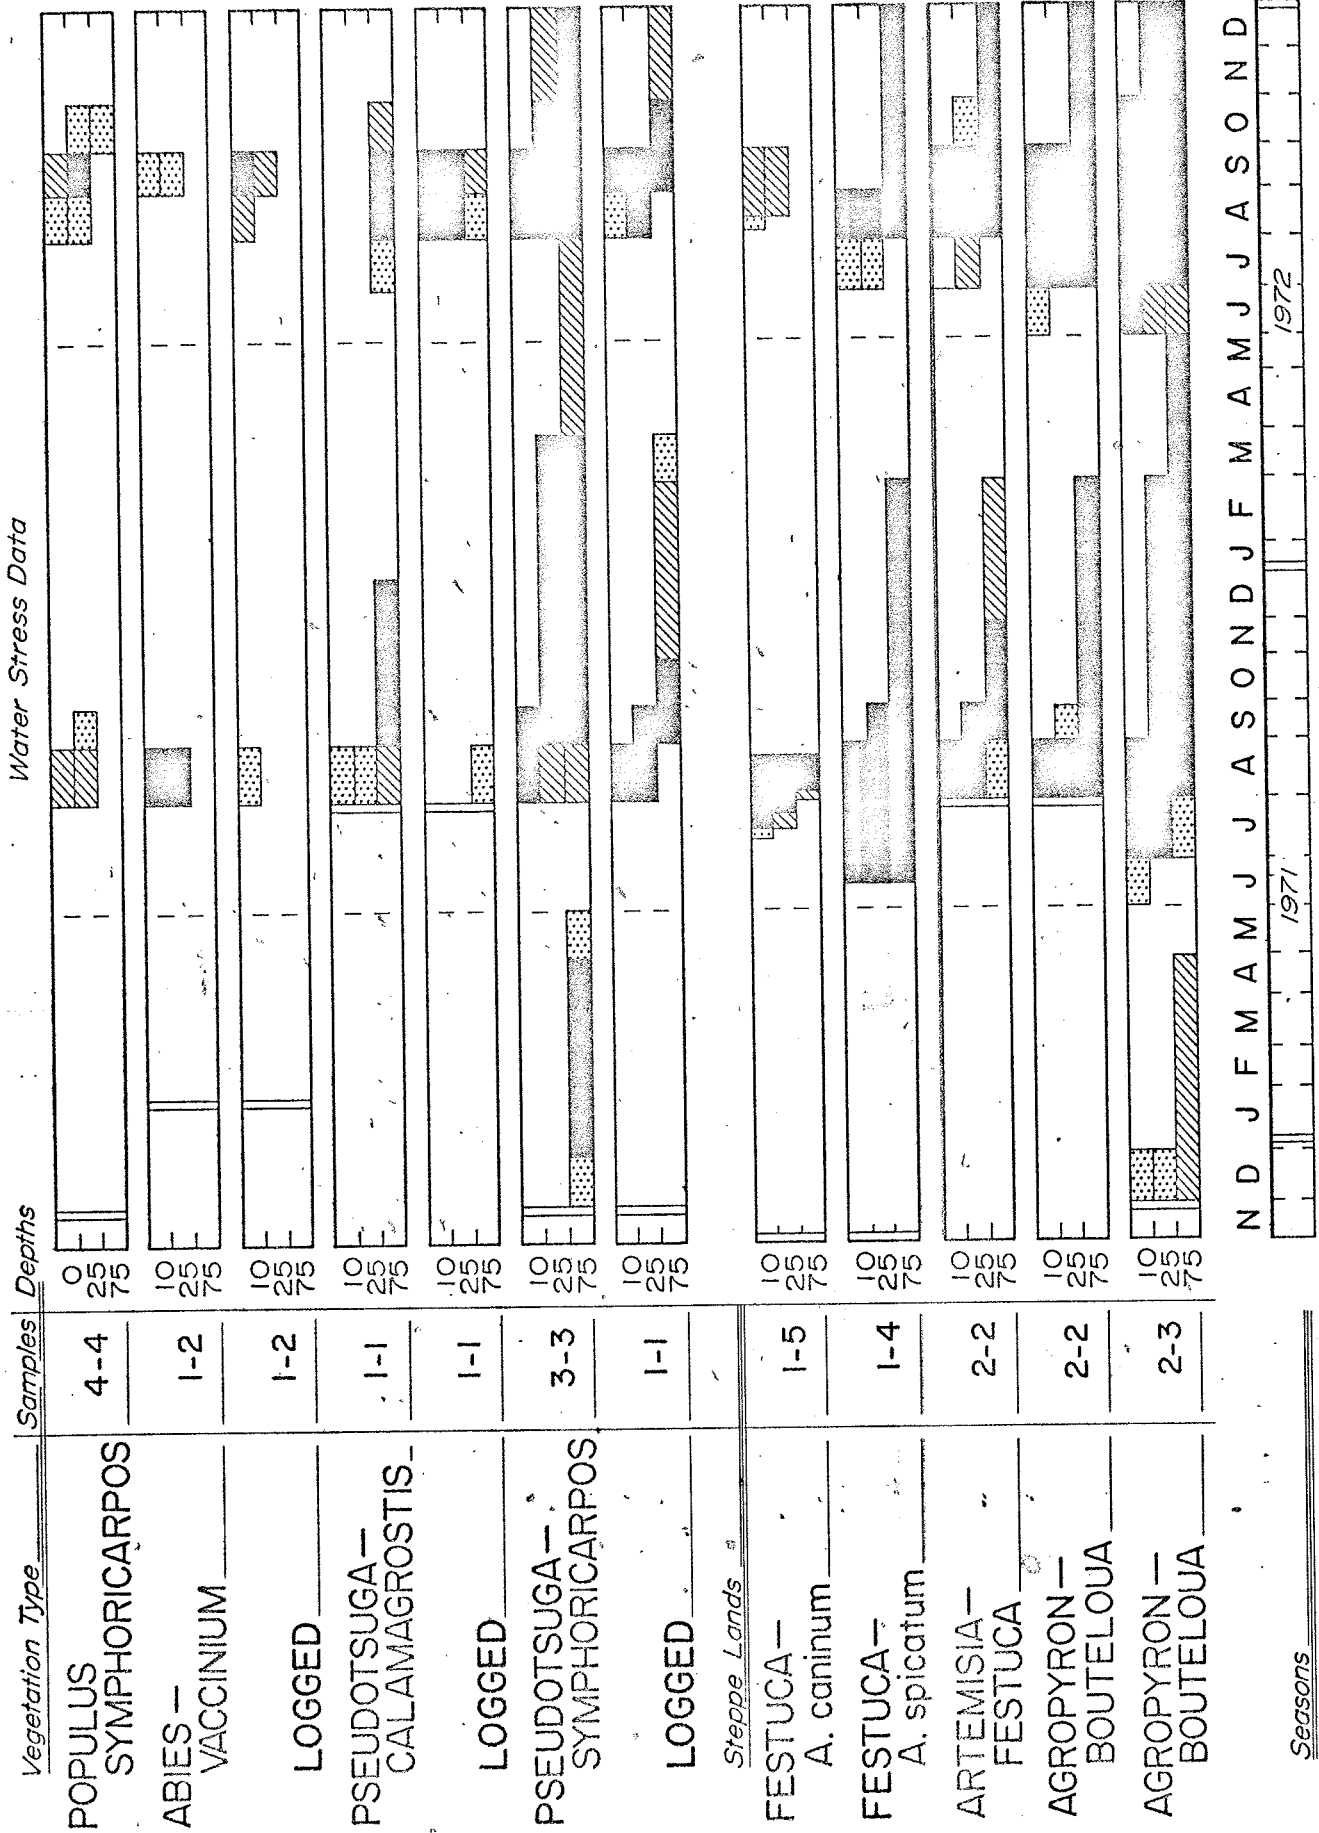 Water Stress Data
Vegetation Type Samples Depths
POPULUS
SYMPHORICARPOS 4-4 0 25 75
ABIES—
VACCINIUM 1-2 10 25 75
LOGGED 1-2 10 25 75
PSEUDOTSUGA—
CALAMAGROSTIS 1-1 10 25 75
LOGGED 1-1 10 25 75
PSEUDOTSUGA—
SYMPHORICARPOS 3-3 10 25 75
LOGGED 1-1 10 25 75
Steppe Lands
FESTUCA—
A. caninum 1-5 10 25 75
FESTUCA—
A. spicatum 1-4 10 25 75
ARTEMISIA—
FESTUCA 2-2 10 25 75
AGROPYRON—
BOUTELOUA 2-2 10 25 75
AGROPYRON—
BOUTELOUA 2-3 10 25 75
N D J F M A M J J A S O N D J F M A M J J A S O N D
1971 1972
Seasons